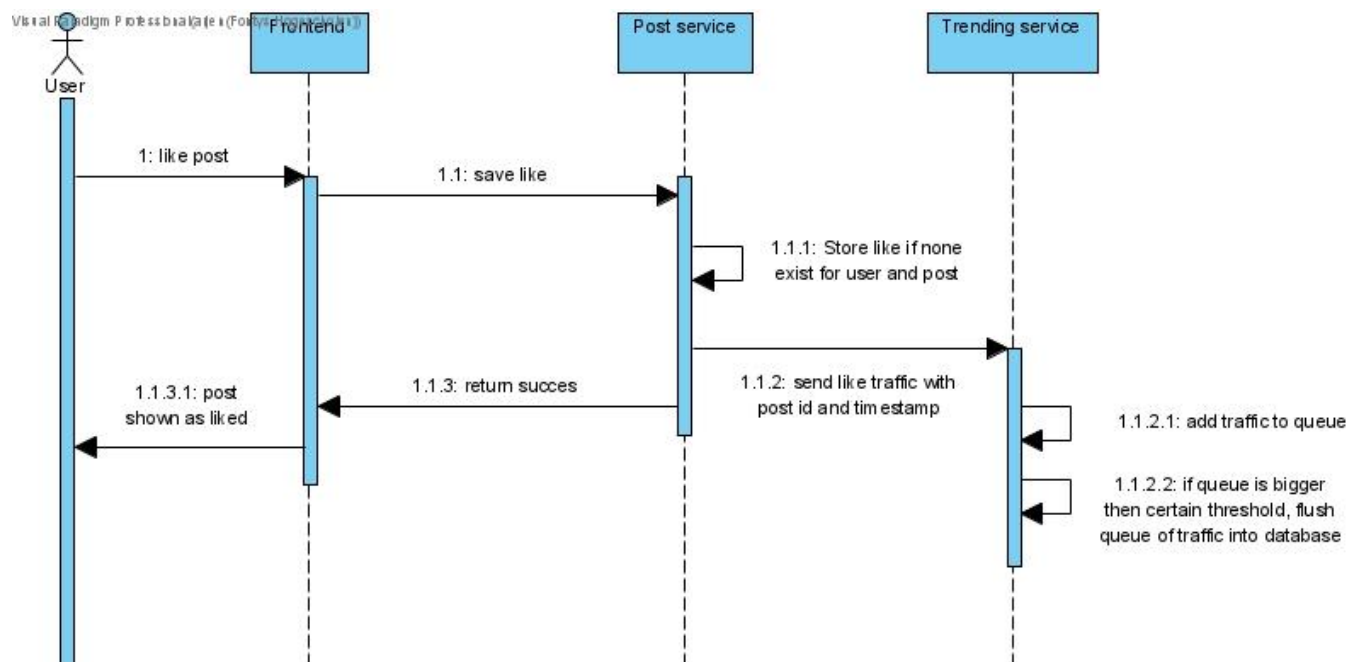 Visual Paradigm Professional
Frontend
Post service
Trending service
User
1: like post
1.1: save like
1.1.1: Store like if none
exist for user and post
1.1.2: send like traffic with
post id and timestamp
1.1.3: return succes
1.1.3.1: post
shown as liked
1.1.2.1: add traffic to queue
1.1.2.2: if queue is bigger
then certain threshold, flush
queue of traffic into database